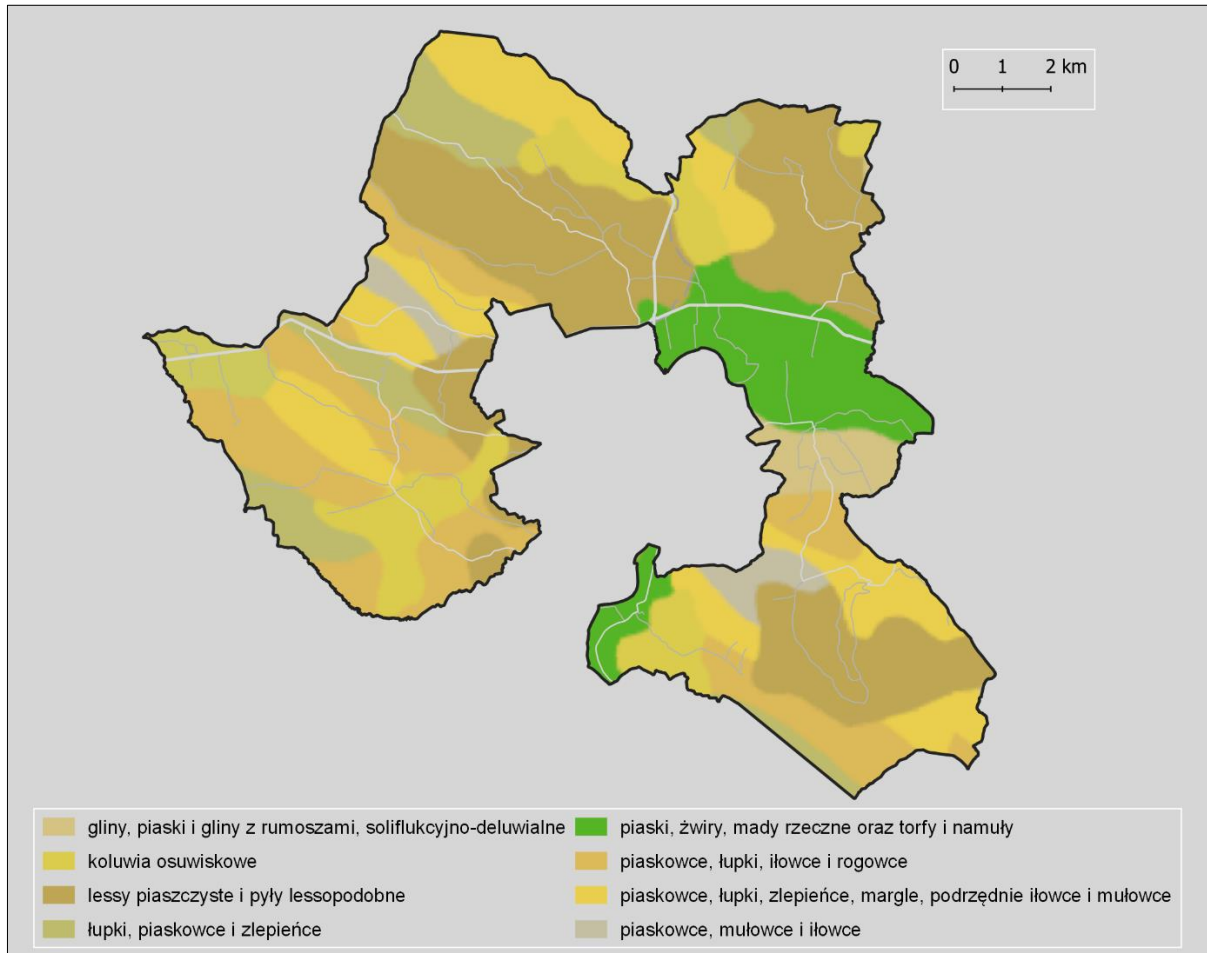 0 1 2 km
gliny, piaski i gliny z rumoszami, soliflukcyjno-deluwialne
koluwia osuwiskowe
lessy piaszczyste i pyły lessopodobne
łupki, piaskowce i zlepieńce
piaski, żwiry, mady rzeczne oraz torfy i namuły
piaskowce, łupki, iłowce i rogowce
piaskowce, łupki, zlepieńce, margle, podrzędnie iłowce i mułowce
piaskowce, mułowce i iłowce